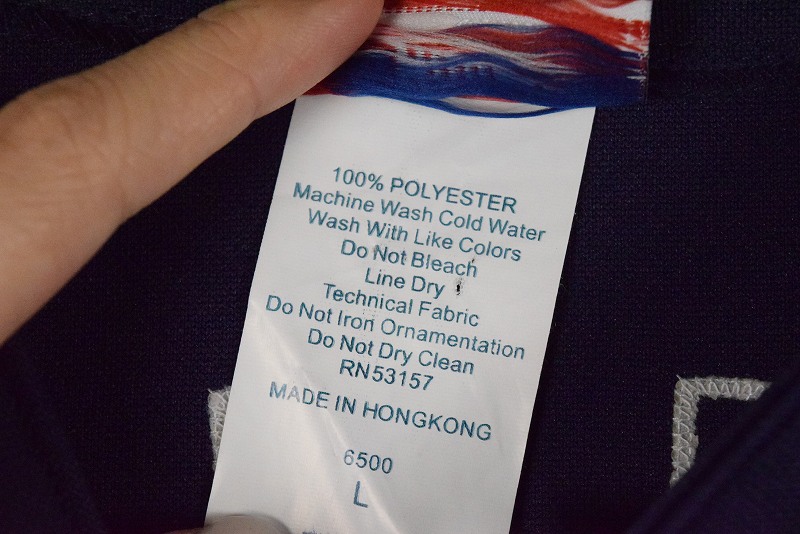 100% POLYESTER
Machine Wash Cold Water
Wash With Like Colors
Do Not Bleach
Line Dry
Technical Fabric
Do Not Iron Ornamentation
Do Not Dry Clean
RN53157
MADE IN HONGKONG
6500
L